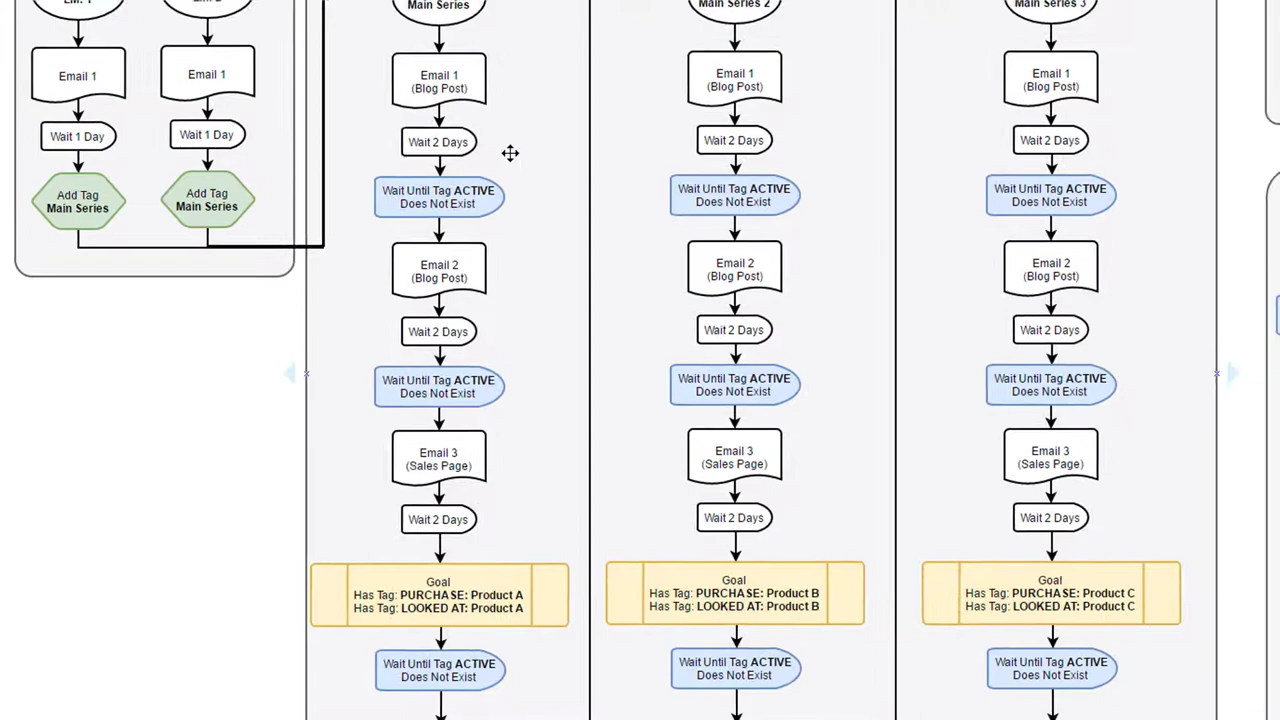 Email 1
Wait 1 Day
Add Tag
Main Series
Email 1
Wait 1 Day
Add Tag
Main Series
Main Series
Email 1
(Blog Post)
Wait 2 Days
Wait Until Tag ACTIVE
Does Not Exist
Email 2
(Blog Post)
Wait 2 Days
Wait Until Tag ACTIVE
Does Not Exist
Email 3
(Sales Page)
Wait 2 Days
Goal
Has Tag: PURCHASE: Product A
Has Tag: LOOKED AT: Product A
Wait Until Tag ACTIVE
Does Not Exist
Main Series 2
Email 1
(Blog Post)
Wait 2 Days
Wait Until Tag ACTIVE
Does Not Exist
Email 2
(Blog Post)
Wait 2 Days
Wait Until Tag ACTIVE
Does Not Exist
Email 3
(Sales Page)
Wait 2 Days
Goal
Has Tag: PURCHASE: Product B
Has Tag: LOOKED AT: Product B
Wait Until Tag ACTIVE
Does Not Exist
Main Series 3
Email 1
(Blog Post)
Wait 2 Days
Wait Until Tag ACTIVE
Does Not Exist
Email 2
(Blog Post)
Wait 2 Days
Wait Until Tag ACTIVE
Does Not Exist
Email 3
(Sales Page)
Wait 2 Days
Goal
Has Tag: PURCHASE: Product C
Has Tag: LOOKED AT: Product C
Wait Until Tag ACTIVE
Does Not Exist